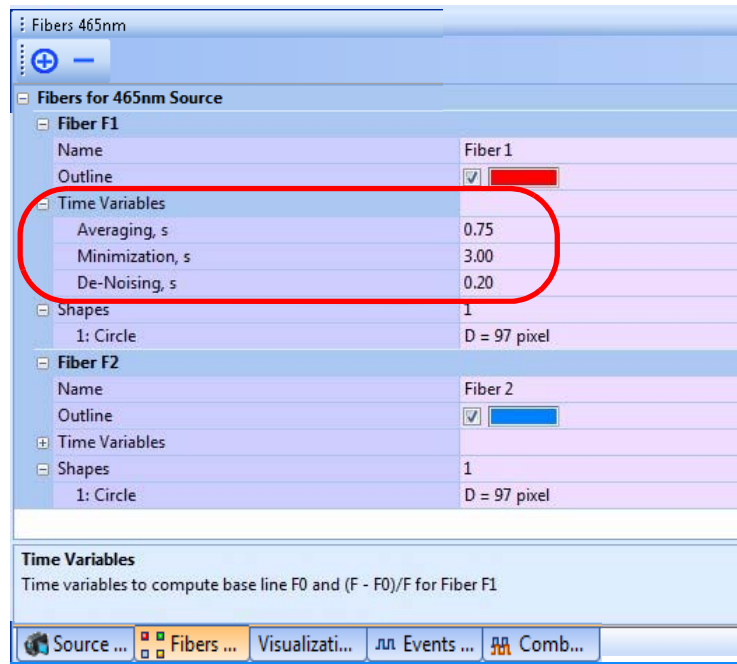 Fibers 465nm
Fibers for 465nm Source
Fiber F1
Name Fiber 1
Outline
Time Variables
Averaging, s 0.75
Minimization, s 3.00
De-Noising, s 0.20
Shapes 1
1: Circle D = 97 pixel
Fiber F2
Name Fiber 2
Outline
Time Variables
Shapes 1
1: Circle D = 97 pixel
Time Variables
Time variables to compute base line F0 and (F - F0)/F for Fiber F1
Source ... Fibers ... Visualizati... Events ... Comb...